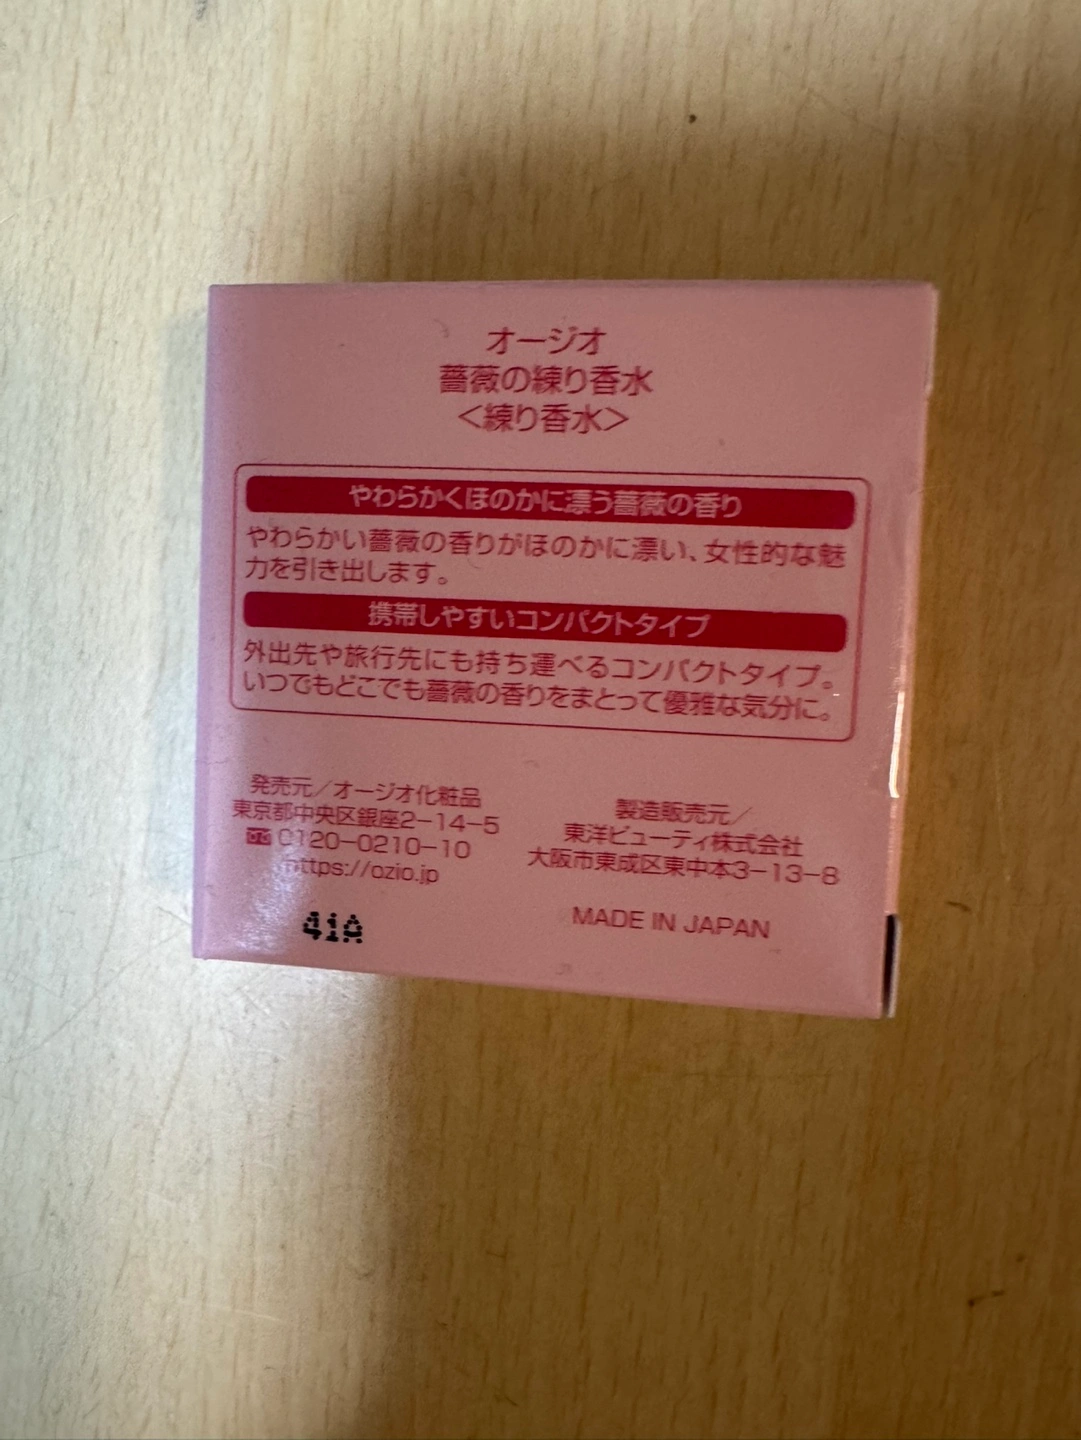 オージオ
薔薇の練り香水
＜練り香水＞
やわらかくほのかに漂う薔薇の香り
やわらかい薔薇の香りがほのかに漂い、女性的な魅
力を引き出します。
携帯しやすいコンパクトタイプ
外出先や旅行先にも持ち運べるコンパクトタイプ。
いつでもどこでも薔薇の香りをまとって優雅な気分に。
発売元／オージオ化粧品
東京都中央区銀座2−14−5
0120−0210−10
https://ozio.jp
製造販売元／
東洋ビューティ株式会社
大阪市東成区東中本3−13−8
41A
MADE IN JAPAN